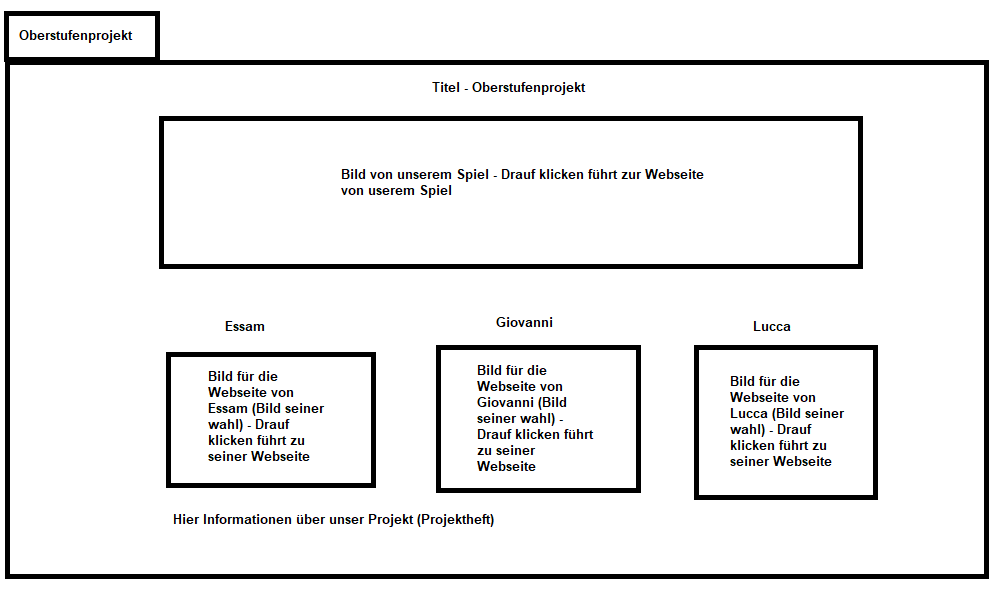 Oberstufenprojekt
Titel - Oberstufenprojekt
Bild von unserem Spiel - Drauf klicken führt zur Webseite
von userem Spiel
Essam
Giovanni
Lucca
Bild für die
Webseite von
Essam (Bild seiner
wahl) - Drauf
klicken führt zu
seiner Webseite
Bild für die
Webseite von
Giovanni (Bild
seiner wahl) -
Drauf klicken führt
zu seiner
Webseite
Bild für die
Webseite von
Lucca (Bild seiner
wahl) - Drauf
klicken führt zu
seiner Webseite
Hier Informationen über unser Projekt (Projektheft)